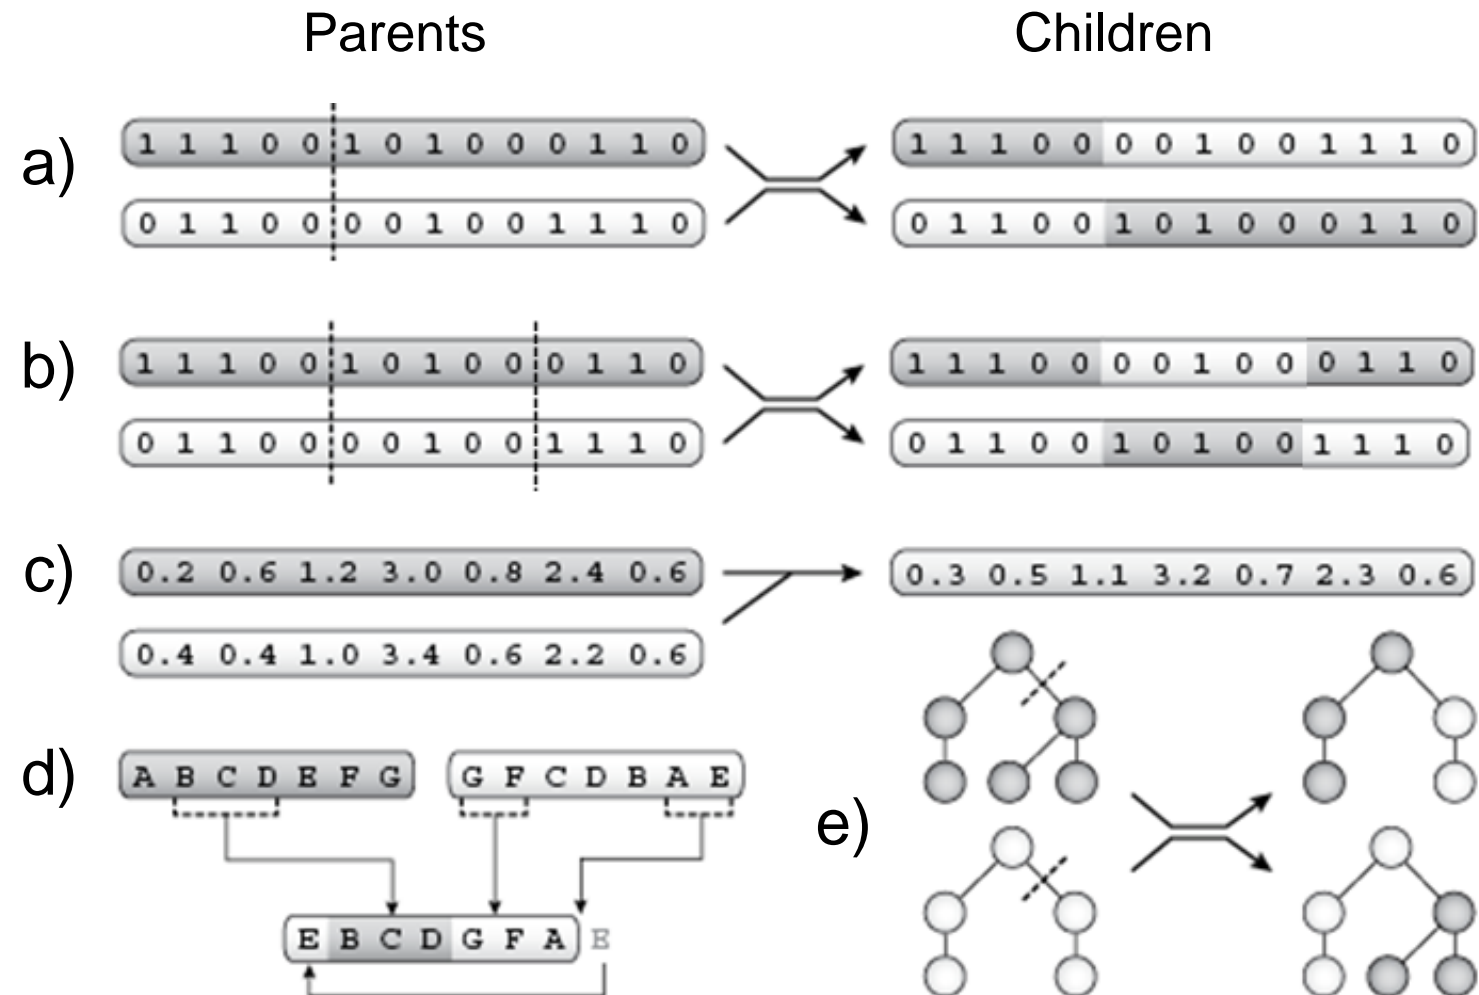 Parents Children
a)
1 1 1 0 0 1 0 1 0 0 0 1 1 0 1 1 1 0 0 0 0 1 0 0 1 1 1 0
0 1 1 0 0 0 0 1 0 0 1 1 1 0 0 1 1 0 0 1 0 1 0 0 0 1 1 0
b)
1 1 1 0 0 1 0 1 0 0 0 1 1 0 1 1 1 0 0 0 0 1 0 0 0 1 1 0
0 1 1 0 0 0 0 1 0 0 1 1 1 0 0 1 1 0 0 1 0 1 0 0 1 1 1 0
c)
0.2 0.6 1.2 3.0 0.8 2.4 0.6 0.3 0.5 1.1 3.2 0.7 2.3 0.6
0.4 0.4 1.0 3.4 0.6 2.2 0.6
d)
A B C D E F G G F C D B A E
E B C D G F A E
e)